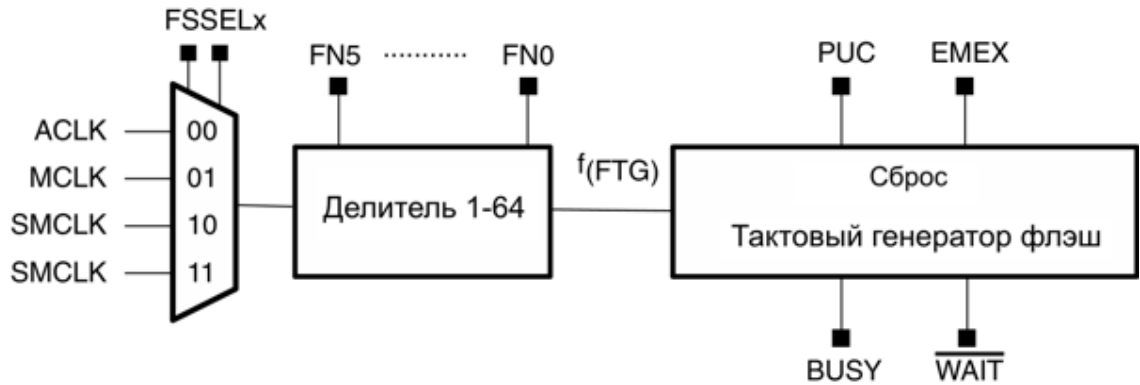 FSSELx
FN5 ........... FN0
PUC EMEX
ACLK 00
MCLK 01
SMCLK 10
SMCLK 11
Делитель 1-64
f(FTG)
Сброс
Тактовый генератор флэш
BUSY WAIT